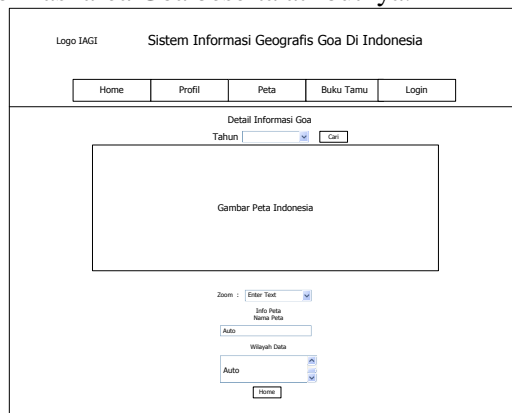 Logo IAGI Sistem Informasi Geografis Goa Di Indonesia
Home Profil Peta Buku Tamu Login
Detail Informasi Goa
Tahun Cari
Gambar Peta Indonesia
Zoom : Enter Text
Info Peta
Nama Peta
Auto
Wilayah Data
Auto
Home